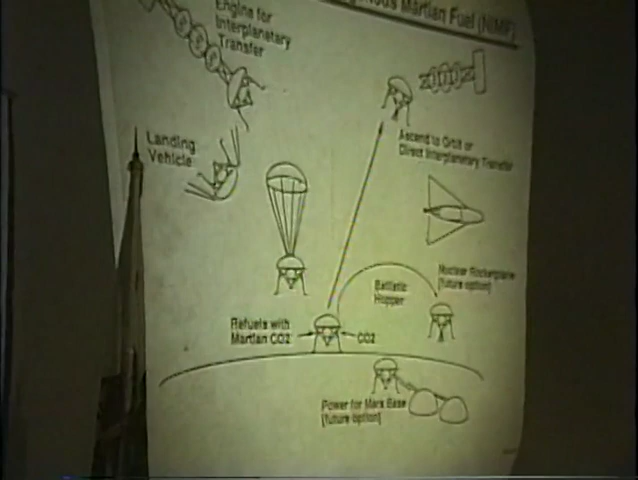 Martian Fuel (NIMF)
Engine for
Interplanetary
Transfer
Landing
Vehicle
Ascend to Orbit or
Direct Interplanetary Transfer
Nuclear Rocketplane
[future option]
Ballistic
Hopper
Refuels with
Martian CO2
CO2
Power for Mars Base
[future option]